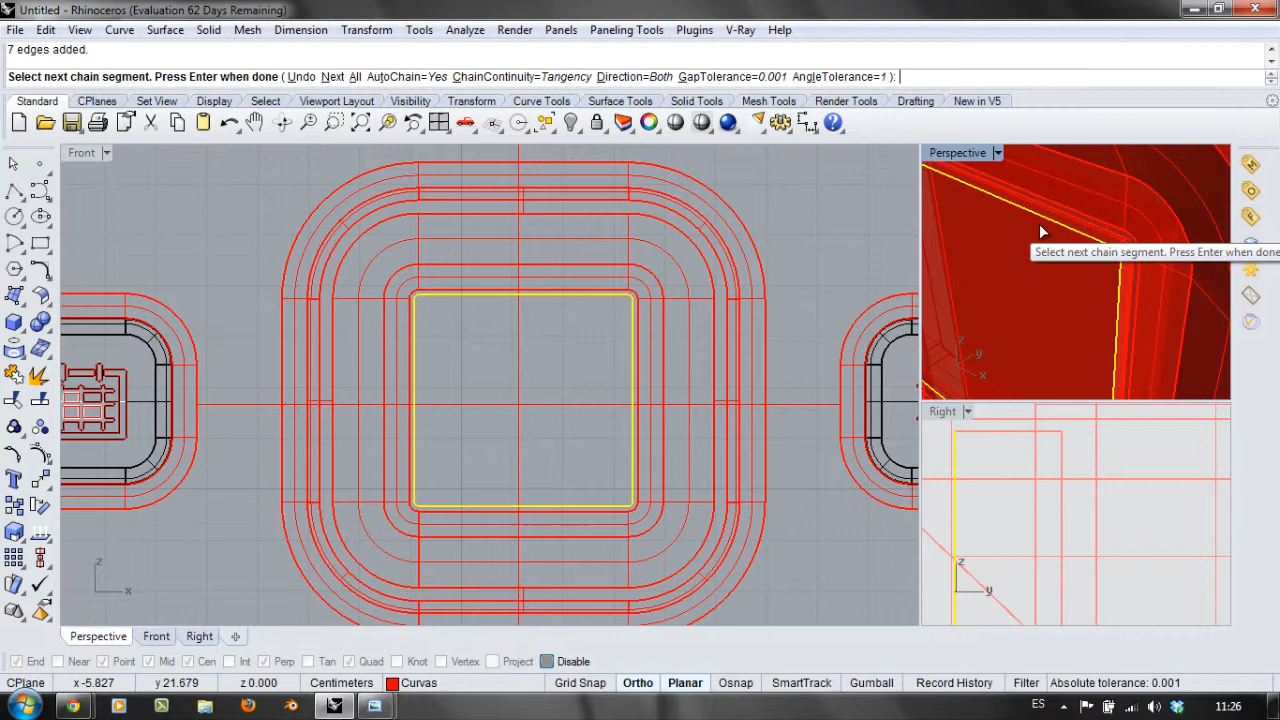 Untitled - Rhinoceros (Evaluation 62 Days Remaining)
File Edit View Curve Surface Solid Mesh Dimension Transform Tools Analyze Render Panels Paneling Tools Plugins V-Ray Help
7 edges added.
Select next chain segment. Press Enter when done ( Undo Next All AutoChain=Yes ChainContinuity=Tangency Direction=Both GapTolerance=0.001 AngleTolerance=1 ):
Standard CPlanes Set View Display Select Viewport Layout Visibility Transform Curve Tools Surface Tools Solid Tools Mesh Tools Render Tools Drafting New in V5
Front
Perspective
Select next chain segment. Press Enter when done
z
y
x
Right
z
y
z
x
Perspective Front Right
End Near Point Mid Cen Int Perp Tan Quad Knot Vertex Project Disable
CPlane x -5.827 y 21.679 z 0.000 Centimeters Curvas Grid Snap Ortho Planar Osnap SmartTrack Gumball Record History Filter Absolute tolerance: 0.001
ES 11:26